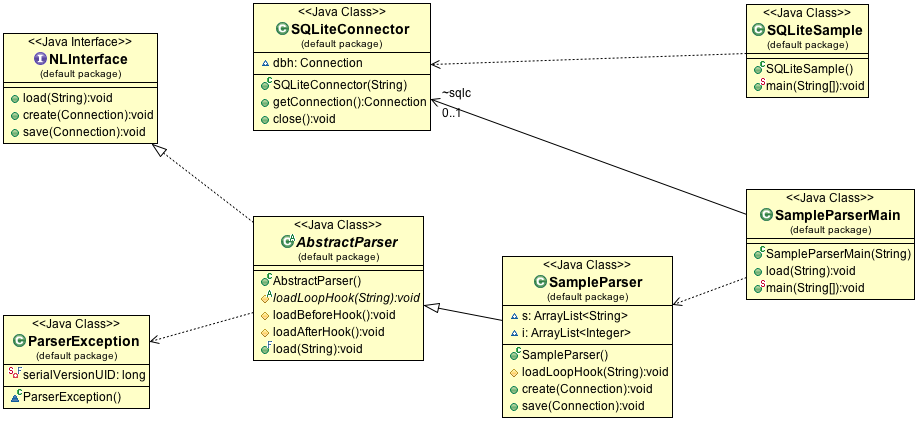 <<Java Interface>>
NLInterface
(default package)
load(String):void
create(Connection):void
save(Connection):void
<<Java Class>>
SQLiteConnector
(default package)
dbh: Connection
SQLiteConnector(String)
getConnection():Connection
close():void
<<Java Class>>
SQLiteSample
(default package)
SQLiteSample()
main(String[]):void
~sqlc
0..1
<<Java Class>>
SampleParserMain
(default package)
SampleParserMain(String)
load(String):void
main(String[]):void
<<Java Class>>
AbstractParser
(default package)
AbstractParser()
loadLoopHook(String):void
loadBeforeHook():void
loadAfterHook():void
load(String):void
<<Java Class>>
SampleParser
(default package)
s: ArrayList<String>
i: ArrayList<Integer>
SampleParser()
loadLoopHook(String):void
create(Connection):void
save(Connection):void
<<Java Class>>
ParserException
(default package)
serialVersionUID: long
ParserException()